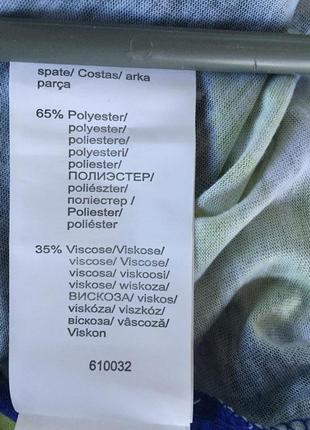 spate/ Costas/ arka
parça
65% Polyester/
polyester/
poliestere/
polyesteri/
poliester/
ПОЛИЭСТЕР/
poliészter/
поліестер /
Poliester/
poliéster
35% Viscose/Viskose/
viscose/ Viscose/
viscosa/ viskoosi/
viskose/ wiskoza/
ВИСКОЗА/ viskos/
viskóza/ viszkóz/
віскоза/ vâscoză/
Viskon
610032